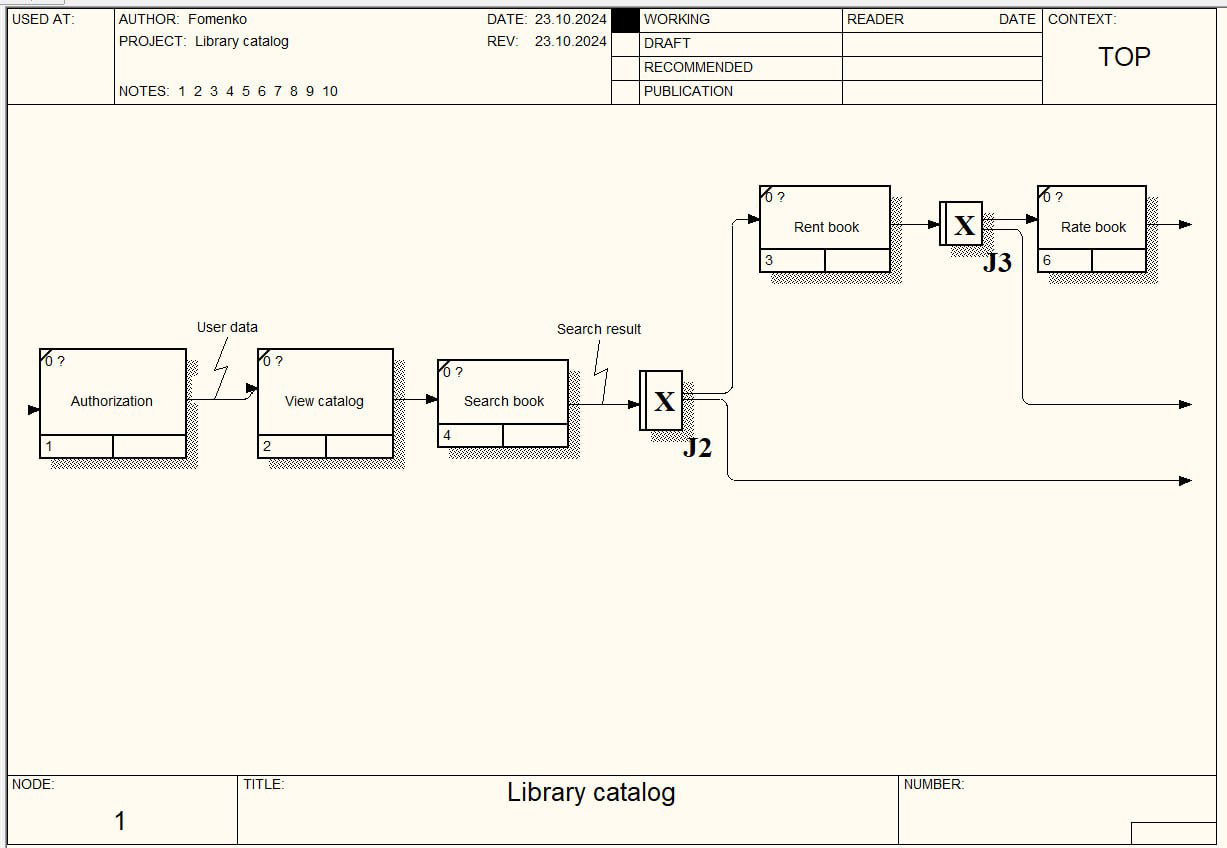 USED AT:
AUTHOR: Fomenko
DATE: 23.10.2024
PROJECT: Library catalog
REV: 23.10.2024
NOTES: 1 2 3 4 5 6 7 8 9 10
WORKING
DRAFT
RECOMMENDED
PUBLICATION
READER DATE
CONTEXT:
TOP
0 ?
Rent book
3
X
J3
0 ?
Rate book
6
User data
Search result
0 ?
Authorization
1
0 ?
View catalog
2
0 ?
Search book
4
X
J2
NODE:
1
TITLE:
Library catalog
NUMBER: